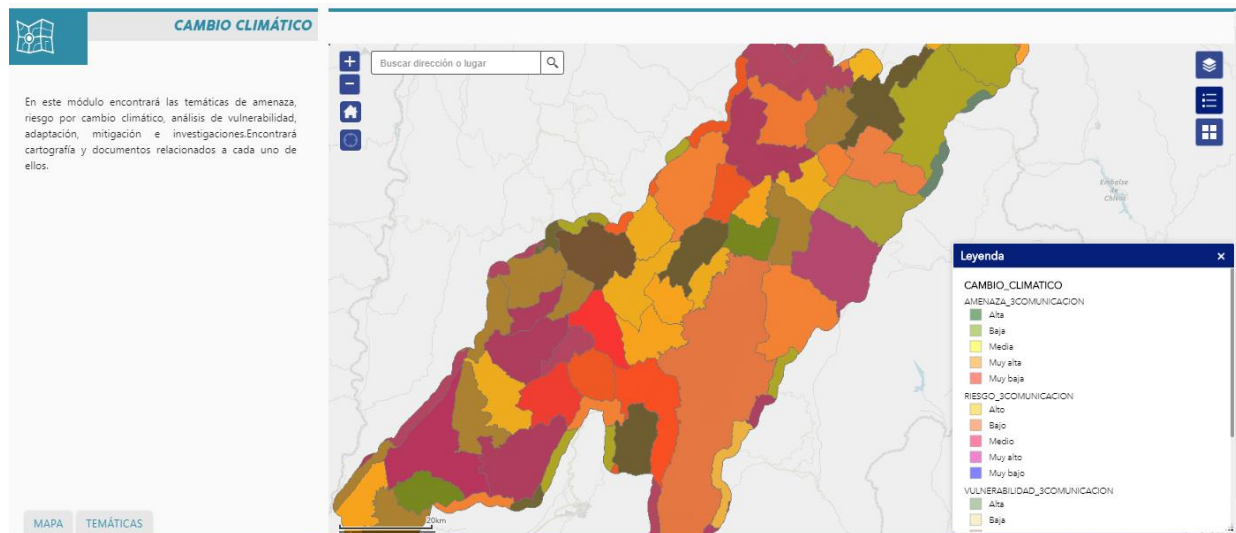 CAMBIO CLIMÁTICO
En este módulo encontrará las temáticas de amenaza,
riesgo por cambio climático, análisis de vulnerabilidad,
adaptación, mitigación e investigaciones.Encontrará
cartografía y documentos relacionados a cada uno de
ellos.
MAPA TEMÁTICAS
+
Buscar dirección o lugar
−
Embalse
de
Chivor
20km
Leyenda ×
CAMBIO_CLIMATICO
AMENAZA_3COMUNICACION
Alta
Baja
Media
Muy alta
Muy baja
RIESGO_3COMUNICACION
Alto
Bajo
Medio
Muy alto
Muy bajo
VULNERABILIDAD_3COMUNICACION
Alta
Baja